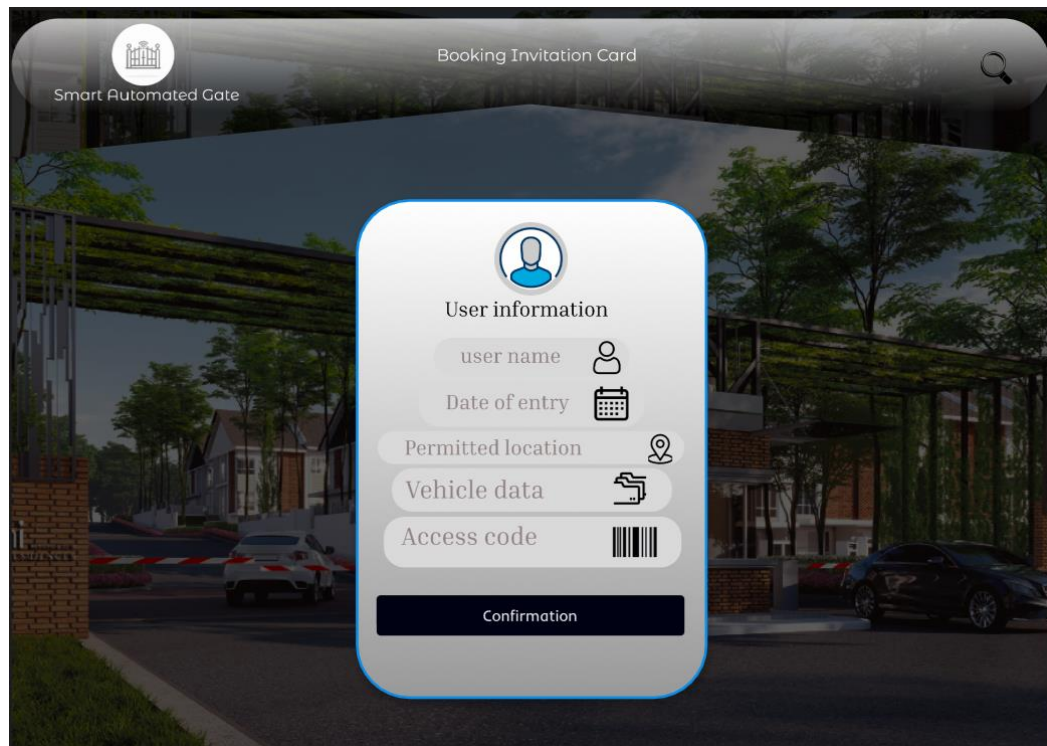 Booking Invitation Card
Smart Automated Gate
User information
user name
Date of entry
Permitted location
Vehicle data
Access code
Confirmation